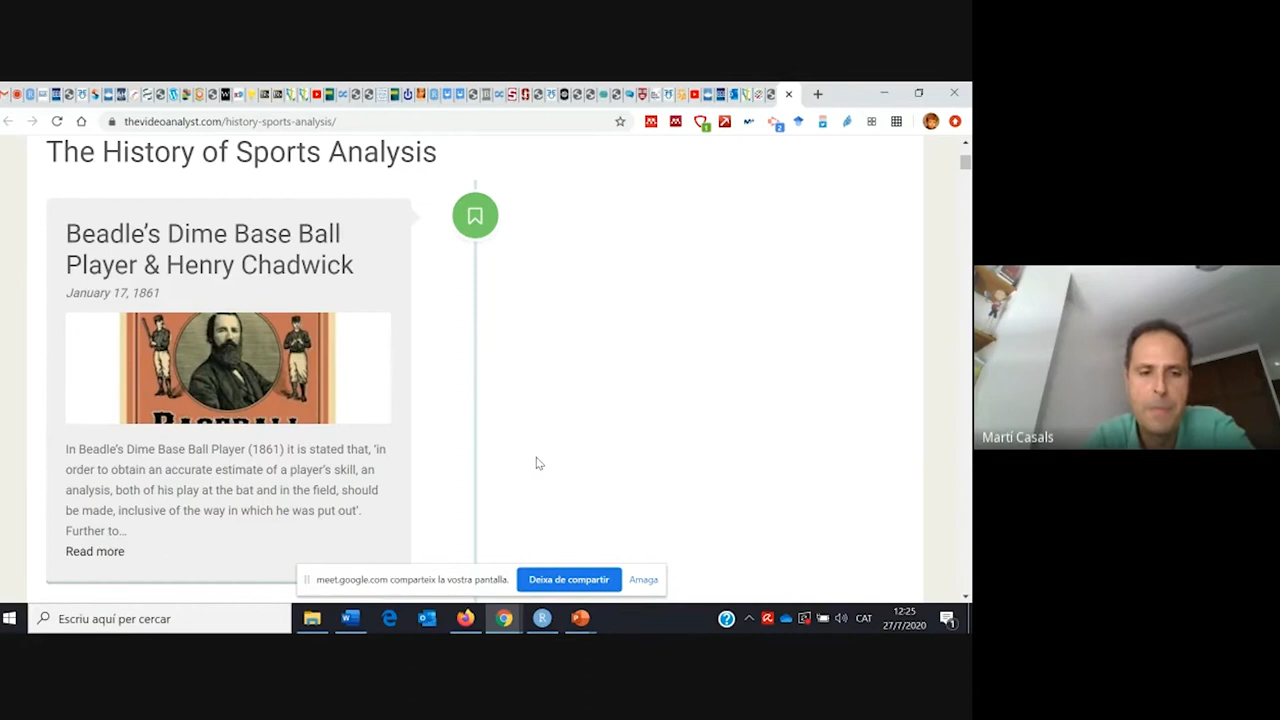 thevideoanalyst.com/history-sports-analysis/
The History of Sports Analysis
Beadle’s Dime Base Ball
Player & Henry Chadwick
January 17, 1861
BASEBALL
In Beadle’s Dime Base Ball Player (1861) it is stated that, ‘in
order to obtain an accurate estimate of a player’s skill, an
analysis, both of his play at the bat and in the field, should
be made, inclusive of the way in which he was put out’.
Further to…
Read more
meet.google.com comparteix la vostra pantalla.
Deixa de compartir
Amaga
Escriu aquí per cercar
CAT
12:25
27/7/2020
Martí Casals